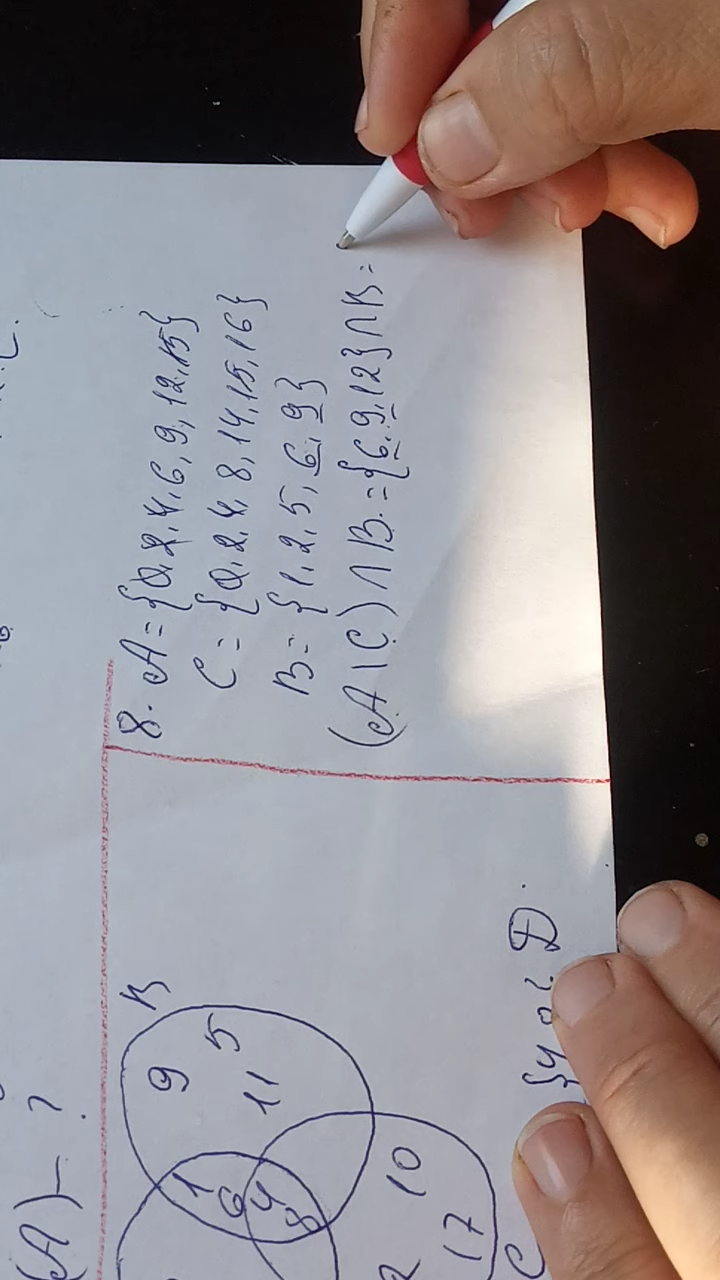 8. A = {0, 2, 4, 6, 9, 12, 15}
C = {0, 2, 4, 8, 14, 15, 16}
B = {1, 2, 5, 6, 9}
(A \ C) ∩ B = {6, 9, 12} ∩ B =
(A) - ?
B
9
5
11
1
6
4
8
10
17
C
D